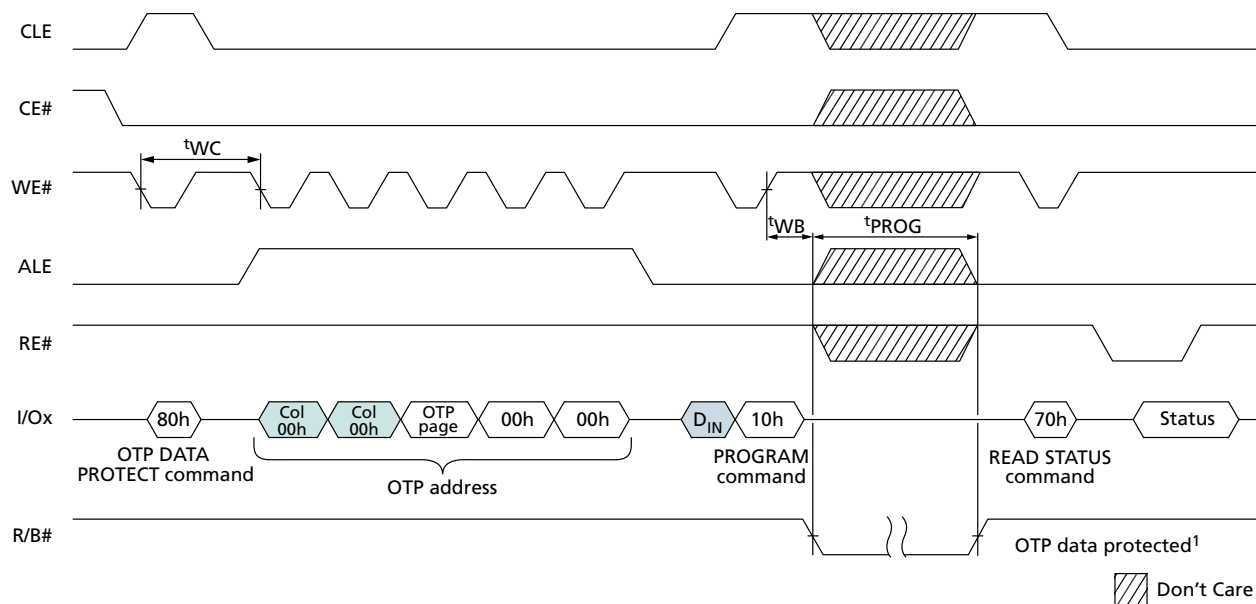 CLE
CE#
tWC
WE#
tWB
tPROG
ALE
RE#
I/Ox
80h
Col
00h
Col
00h
OTP
page
00h
00h
DIN
10h
70h
Status
OTP DATA
PROTECT command
OTP address
PROGRAM
command
READ STATUS
command
R/B#
OTP data protected1
Don't Care